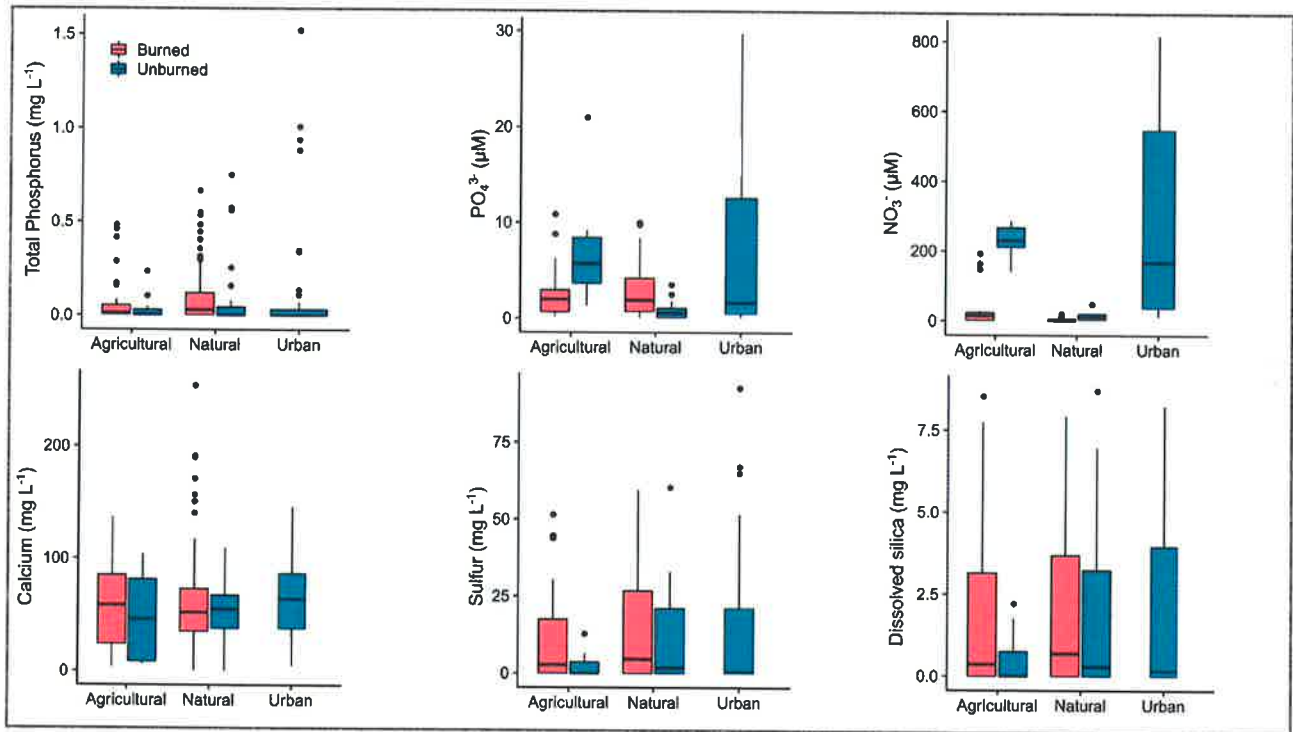 Total Phosphorus (mg L⁻¹)
1.5
1.0
0.5
0.0
Burned
Unburned
Agricultural Natural Urban
PO₄³⁻ (µM)
30
20
10
0
Agricultural Natural Urban
NO₃⁻ (µM)
800
600
400
200
0
Agricultural Natural Urban
Calcium (mg L⁻¹)
200
100
0
Agricultural Natural Urban
Sulfur (mg L⁻¹)
75
50
25
0
Agricultural Natural Urban
Dissolved silica (mg L⁻¹)
7.5
5.0
2.5
0.0
Agricultural Natural Urban